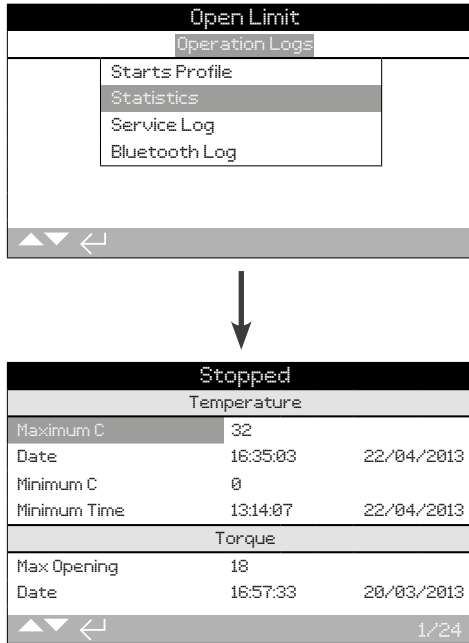 Open Limit
Operation Logs
Starts Profile
Statistics
Service Log
Bluetooth Log
Stopped
Temperature
Maximum C 32
Date 16:35:03 22/04/2013
Minimum C 0
Minimum Time 13:14:07 22/04/2013
Torque
Max Opening 18
Date 16:57:33 20/03/2013
1/24